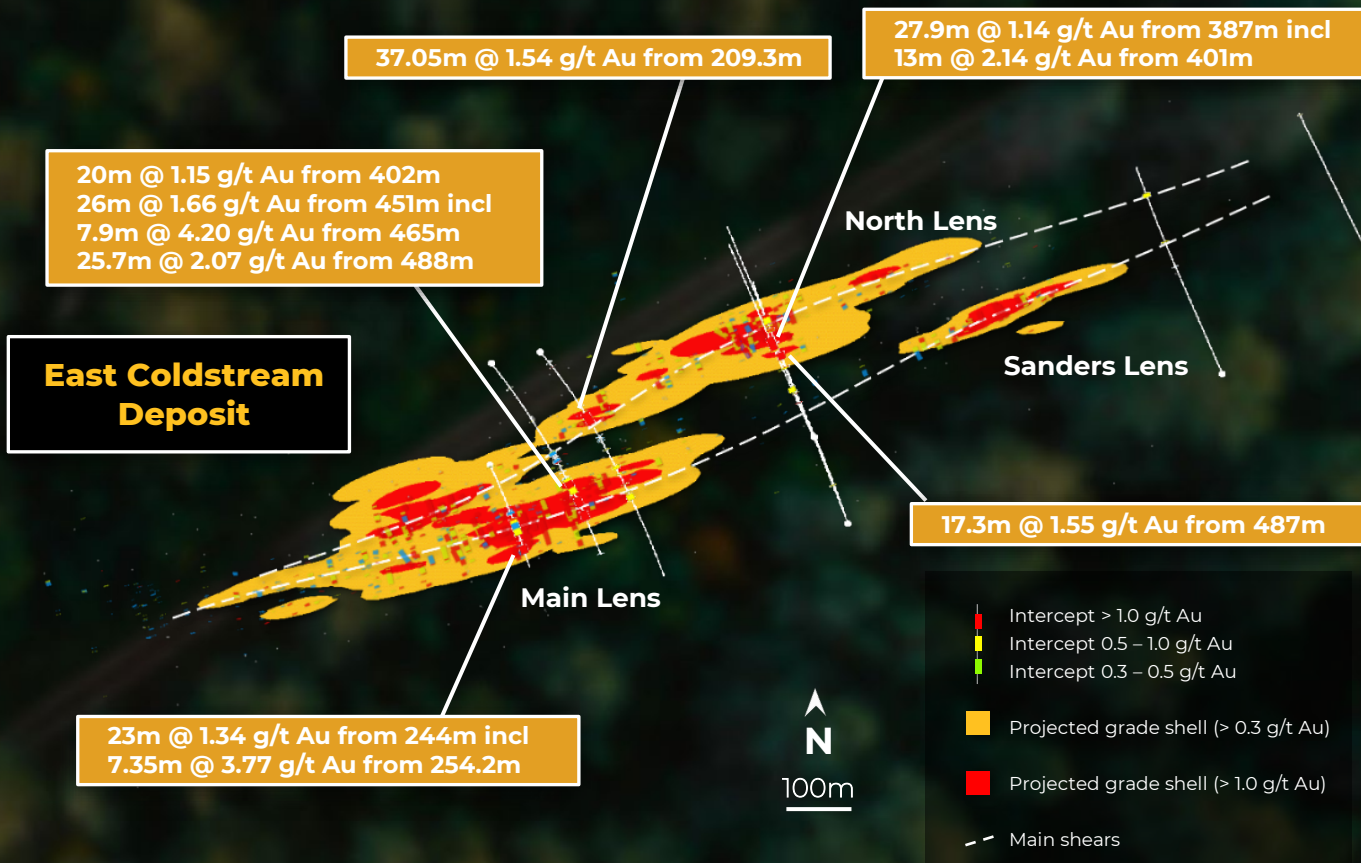 27.9m @ 1.14 g/t Au from 387m incl
13m @ 2.14 g/t Au from 401m
37.05m @ 1.54 g/t Au from 209.3m
20m @ 1.15 g/t Au from 402m
26m @ 1.66 g/t Au from 451m incl
7.9m @ 4.20 g/t Au from 465m
25.7m @ 2.07 g/t Au from 488m
North Lens
East Coldstream
Deposit
Sanders Lens
17.3m @ 1.55 g/t Au from 487m
Main Lens
23m @ 1.34 g/t Au from 244m incl
7.35m @ 3.77 g/t Au from 254.2m
N
100m
Intercept > 1.0 g/t Au
Intercept 0.5 – 1.0 g/t Au
Intercept 0.3 – 0.5 g/t Au
Projected grade shell (> 0.3 g/t Au)
Projected grade shell (> 1.0 g/t Au)
Main shears